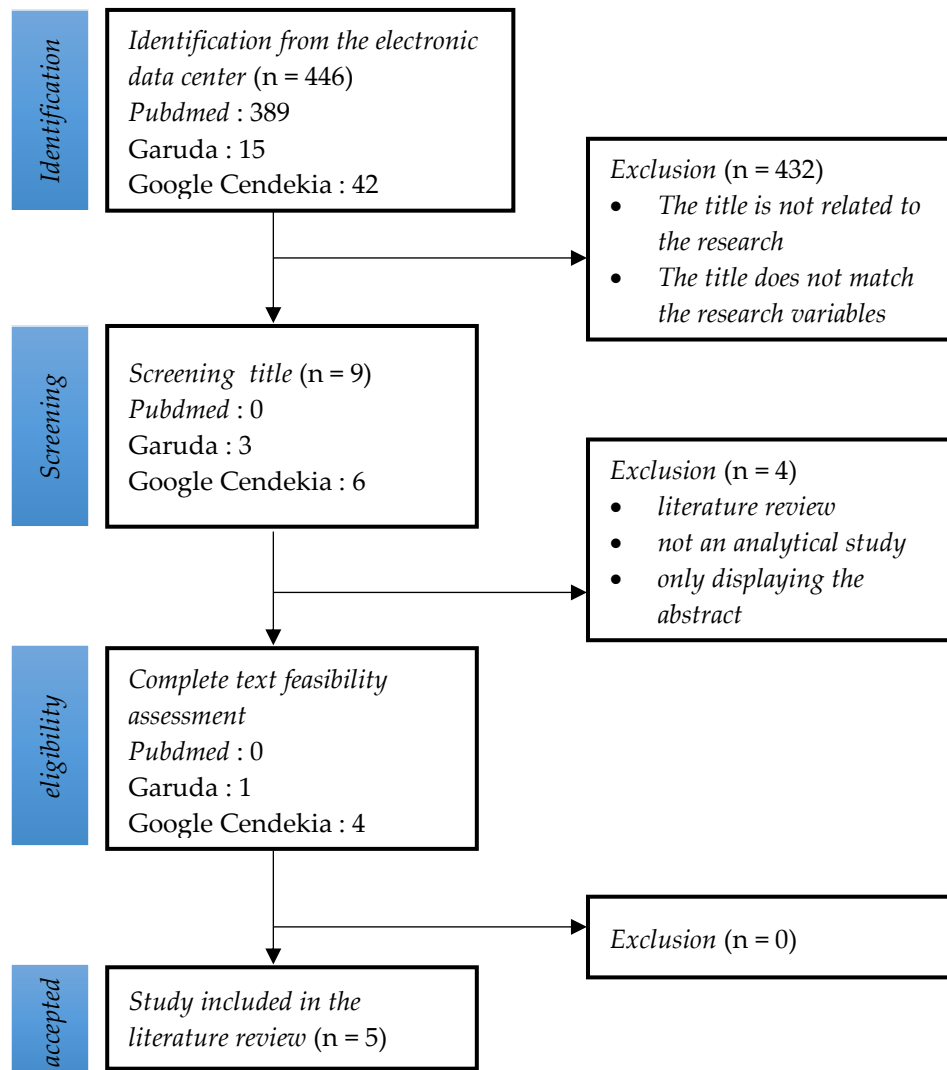 Identification
Identification from the electronic
data center (n = 446)
Pubdmed : 389
Garuda : 15
Google Cendekia : 42
Exclusion (n = 432)
• The title is not related to
the research
• The title does not match
the research variables
Screening
Screening title (n = 9)
Pubdmed : 0
Garuda : 3
Google Cendekia : 6
Exclusion (n = 4)
• literature review
• not an analytical study
• only displaying the
abstract
eligibility
Complete text feasibility
assessment
Pubdmed : 0
Garuda : 1
Google Cendekia : 4
Exclusion (n = 0)
accepted
Study included in the
literature review (n = 5)